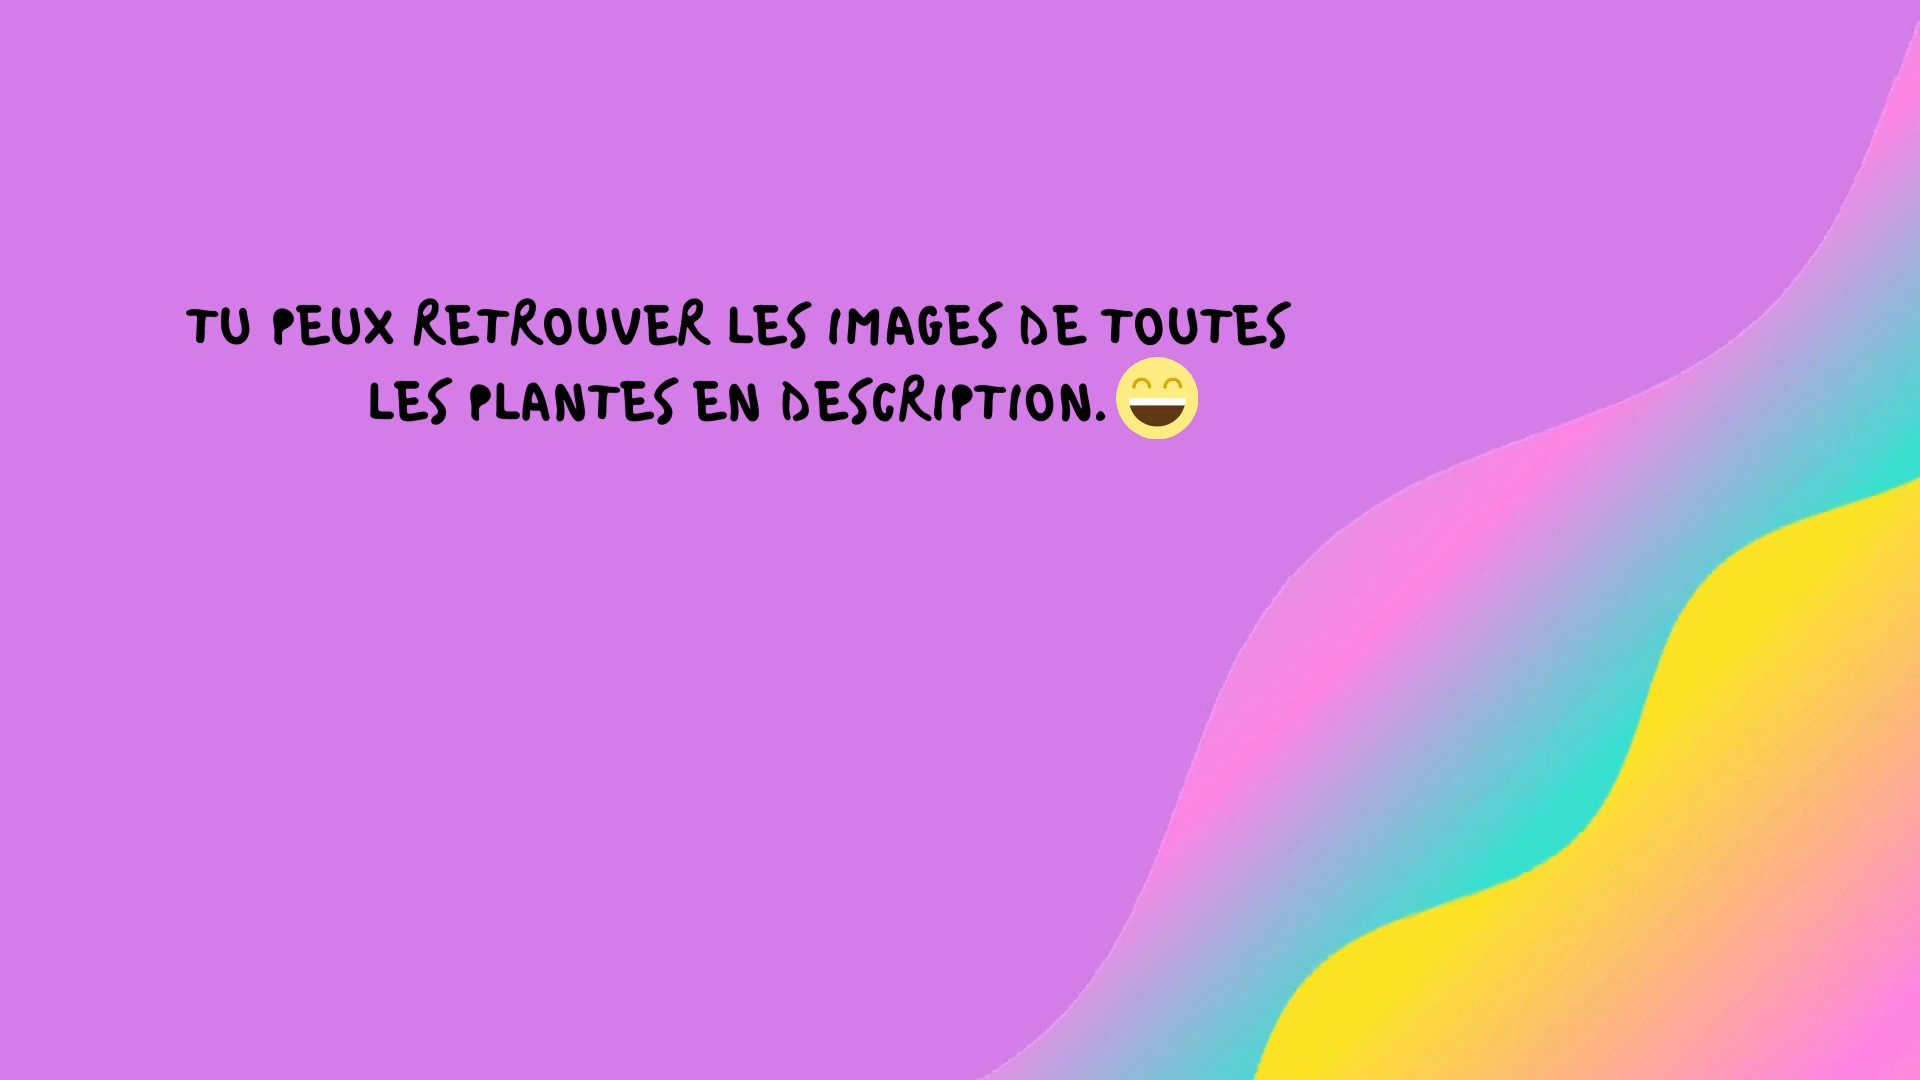 TU PEUX RETROUVER LES IMAGES DE TOUTES
LES PLANTES EN DESCRIPTION. 😄